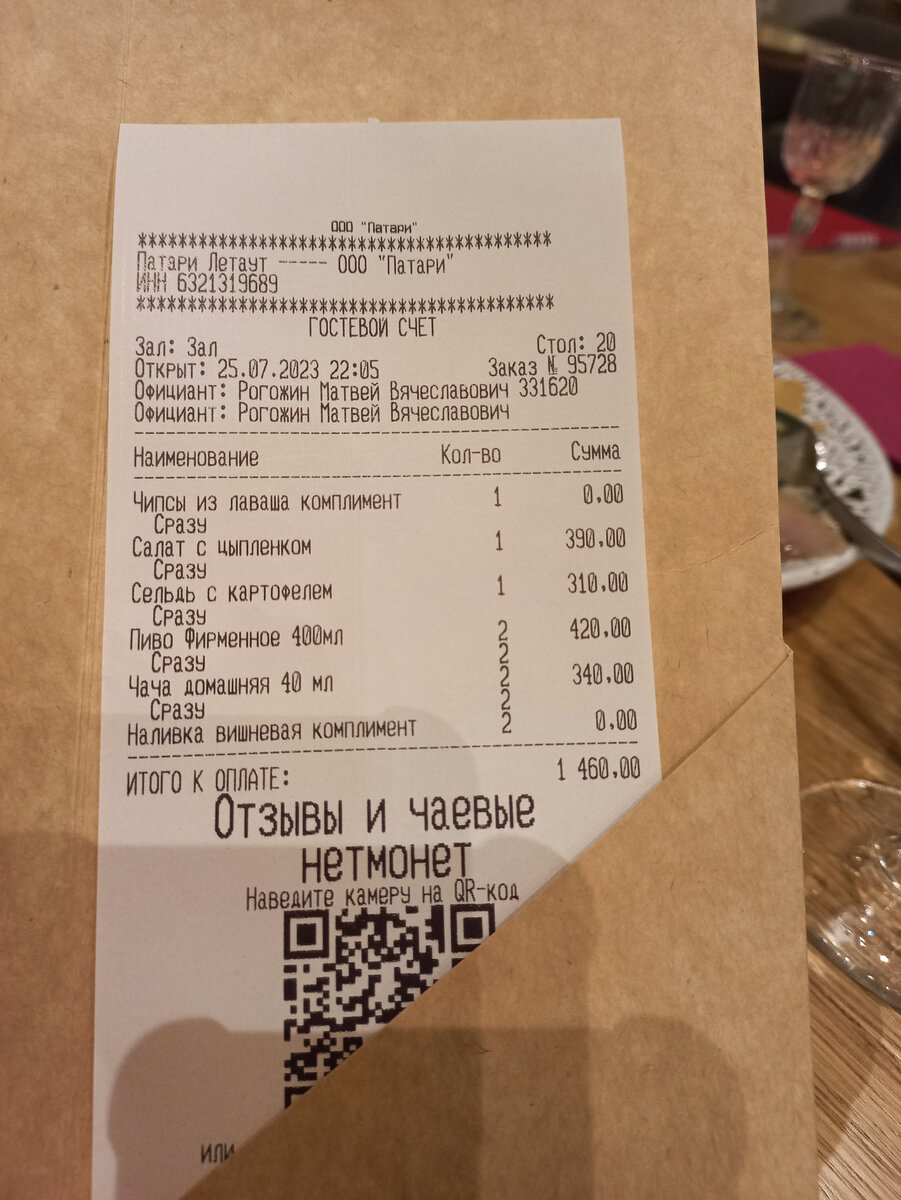 ООО "Патари"
*****************************************
Патари Летаут ----- ООО "Патари"
ИНН 6321319689
*****************************************
ГОСТЕВОЙ СЧЕТ
Зал: Зал Стол: 20
Открыт: 25.07.2023 22:05 Заказ № 95728
Официант: Рогожин Матвей Вячеславович 331620
Официант: Рогожин Матвей Вячеславович
Наименование Кол-во Сумма
Чипсы из лаваша комплимент 1 0.00
Сразу
Салат с цыпленком 1 390.00
Сразу
Сельдь с картофелем 1 310.00
Сразу
Пиво Фирменное 400мл 2 420.00
Сразу 2
Чача домашняя 40 мл 2 340.00
Сразу 2
Наливка вишневая комплимент 2 0.00
ИТОГО К ОПЛАТЕ: 1 460.00
Отзывы и чаевые
нетмонет
Наведите камеру на QR-код
или